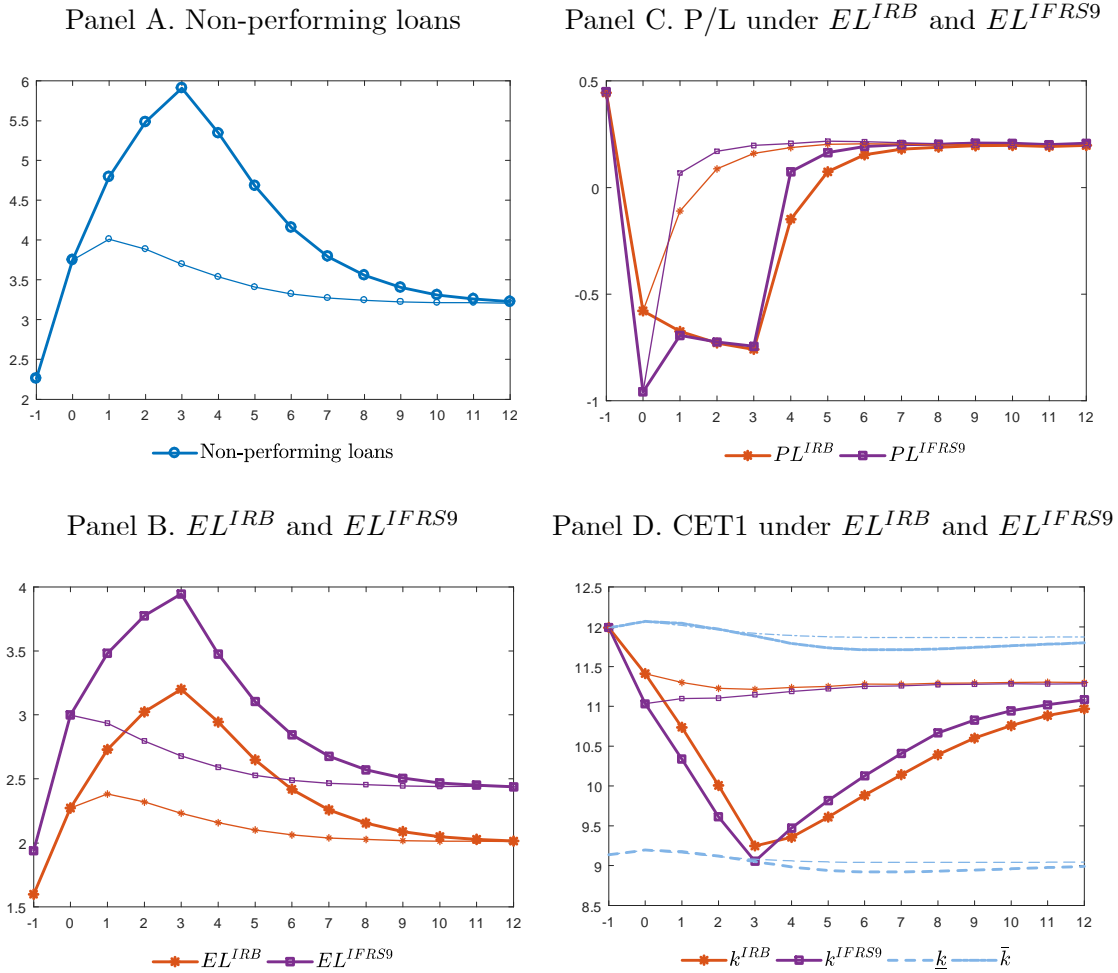 Panel A. Non-performing loans
6
5.5
5
4.5
4
3.5
3
2.5
2
-1 0 1 2 3 4 5 6 7 8 9 10 11 12
Non-performing loans
Panel C. P/L under EL^{IRB} and EL^{IFRS9}
0.5
0
-0.5
-1
-1 0 1 2 3 4 5 6 7 8 9 10 11 12
PL^{IRB} PL^{IFRS9}
Panel B. EL^{IRB} and EL^{IFRS9}
4
3.5
3
2.5
2
1.5
-1 0 1 2 3 4 5 6 7 8 9 10 11 12
EL^{IRB} EL^{IFRS9}
Panel D. CET1 under EL^{IRB} and EL^{IFRS9}
12.5
12
11.5
11
10.5
10
9.5
9
8.5
-1 0 1 2 3 4 5 6 7 8 9 10 11 12
k^{IRB} k^{IFRS9} k̲ k̄